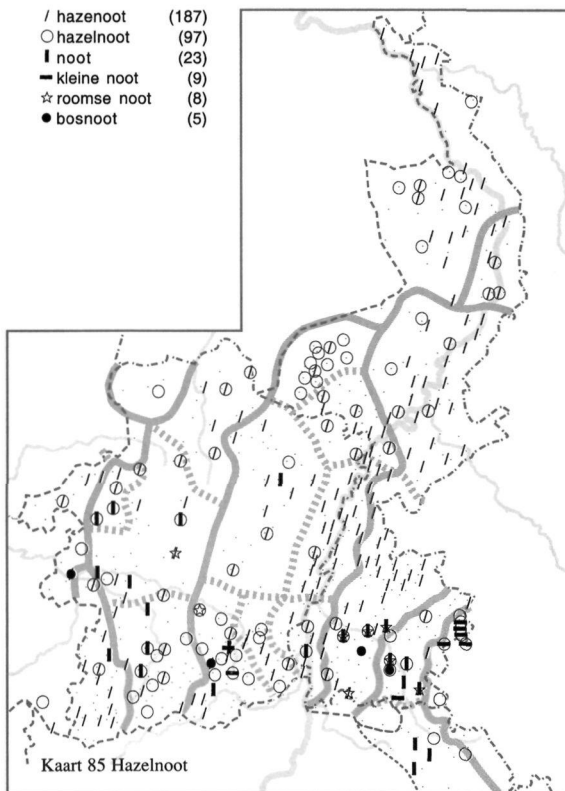 hazenoot (187)
hazelnoot (97)
noot (23)
kleine noot (9)
roomse noot (8)
bosnoot (5)
Kaart 85 Hazelnoot